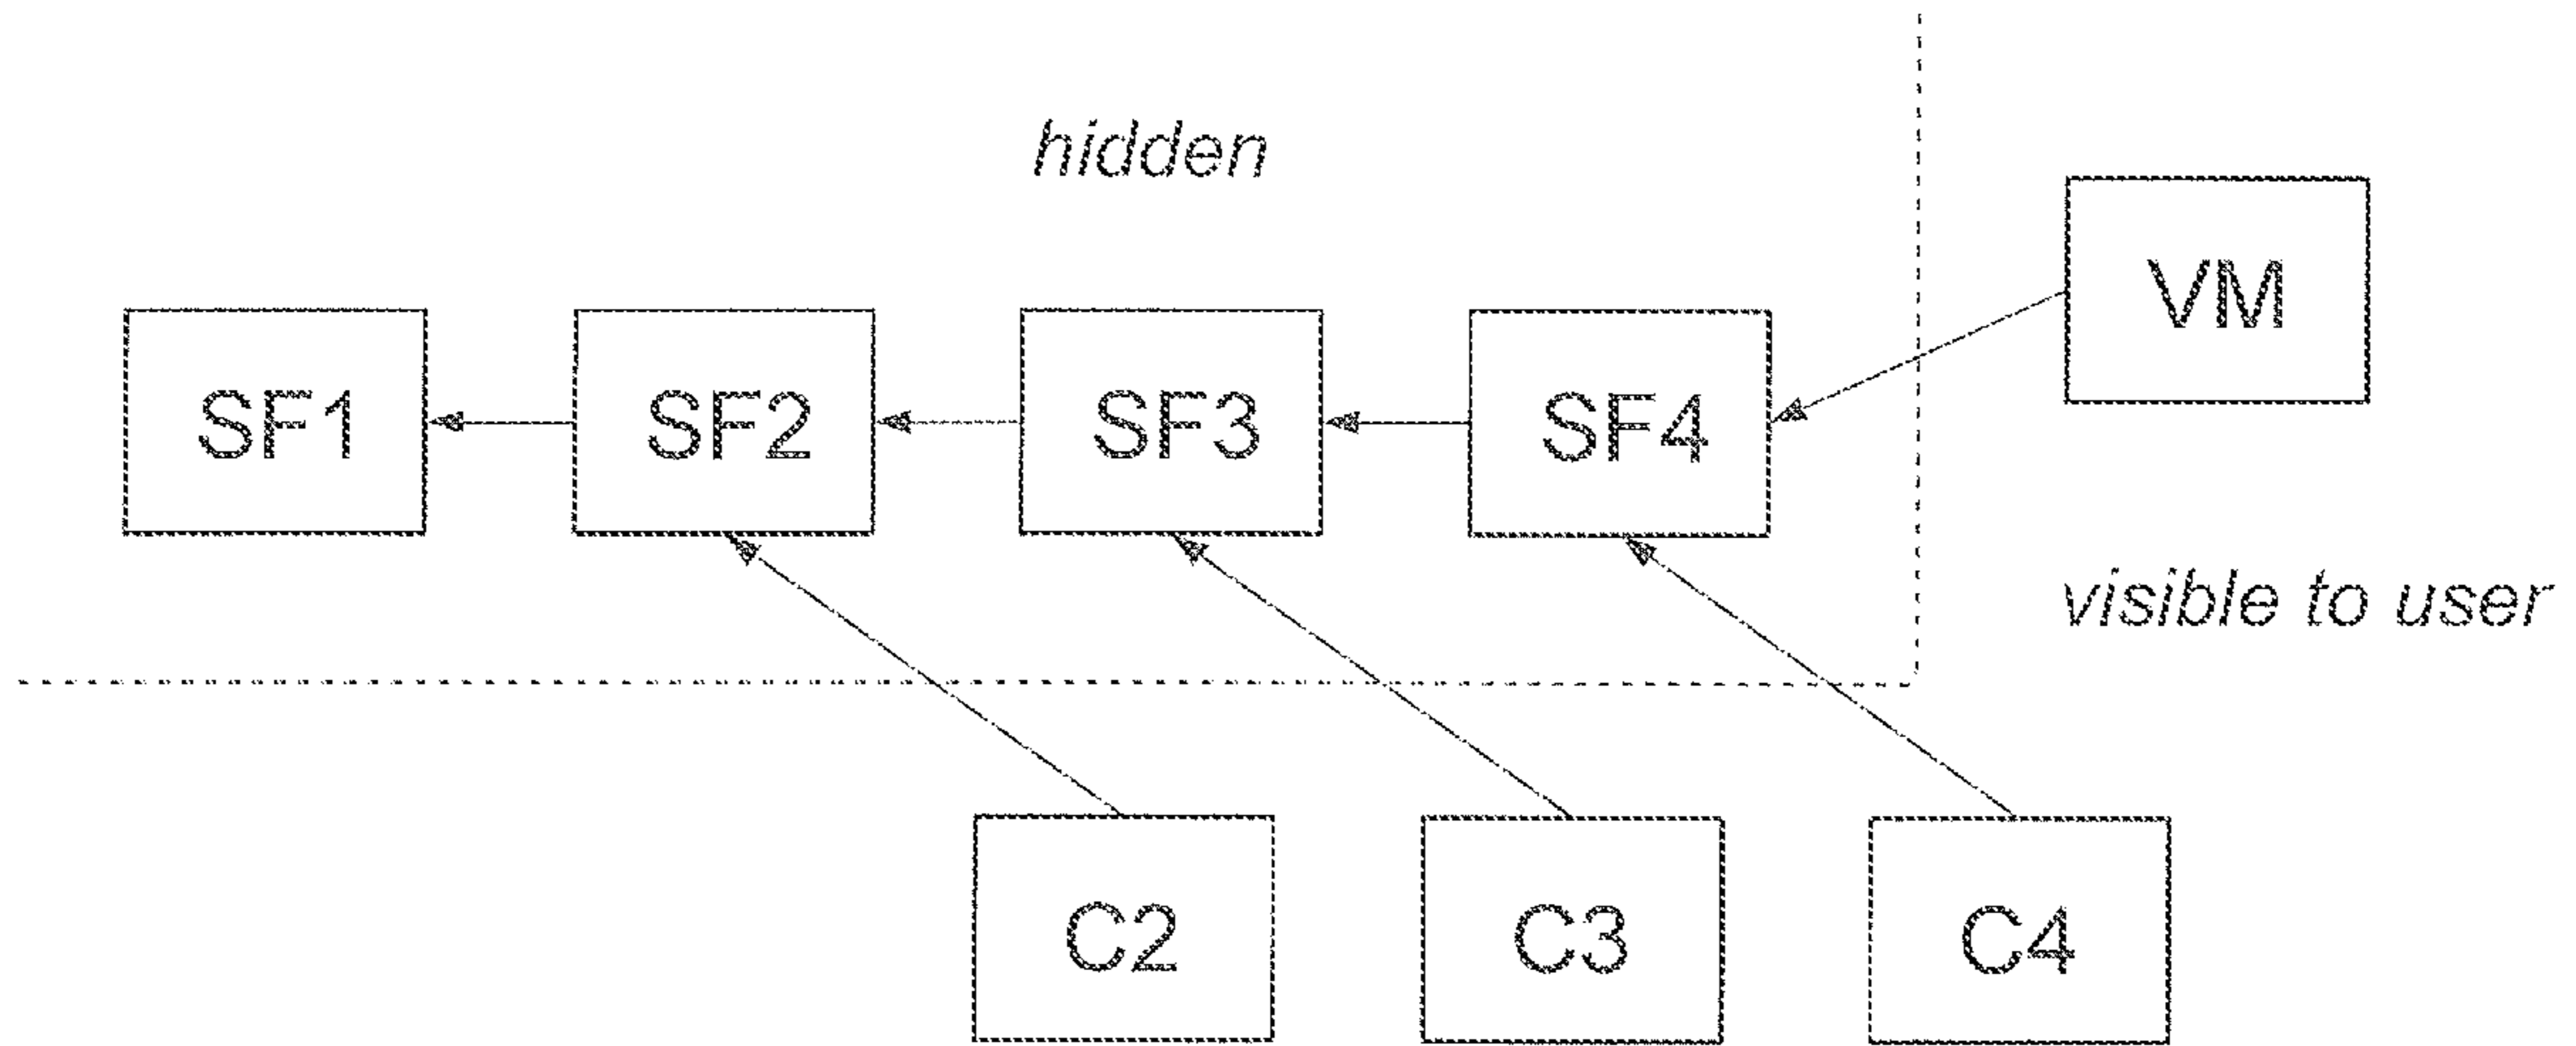 hidden
VM
SF1 SF2 SF3 SF4
visible to user
C2 C3 C4